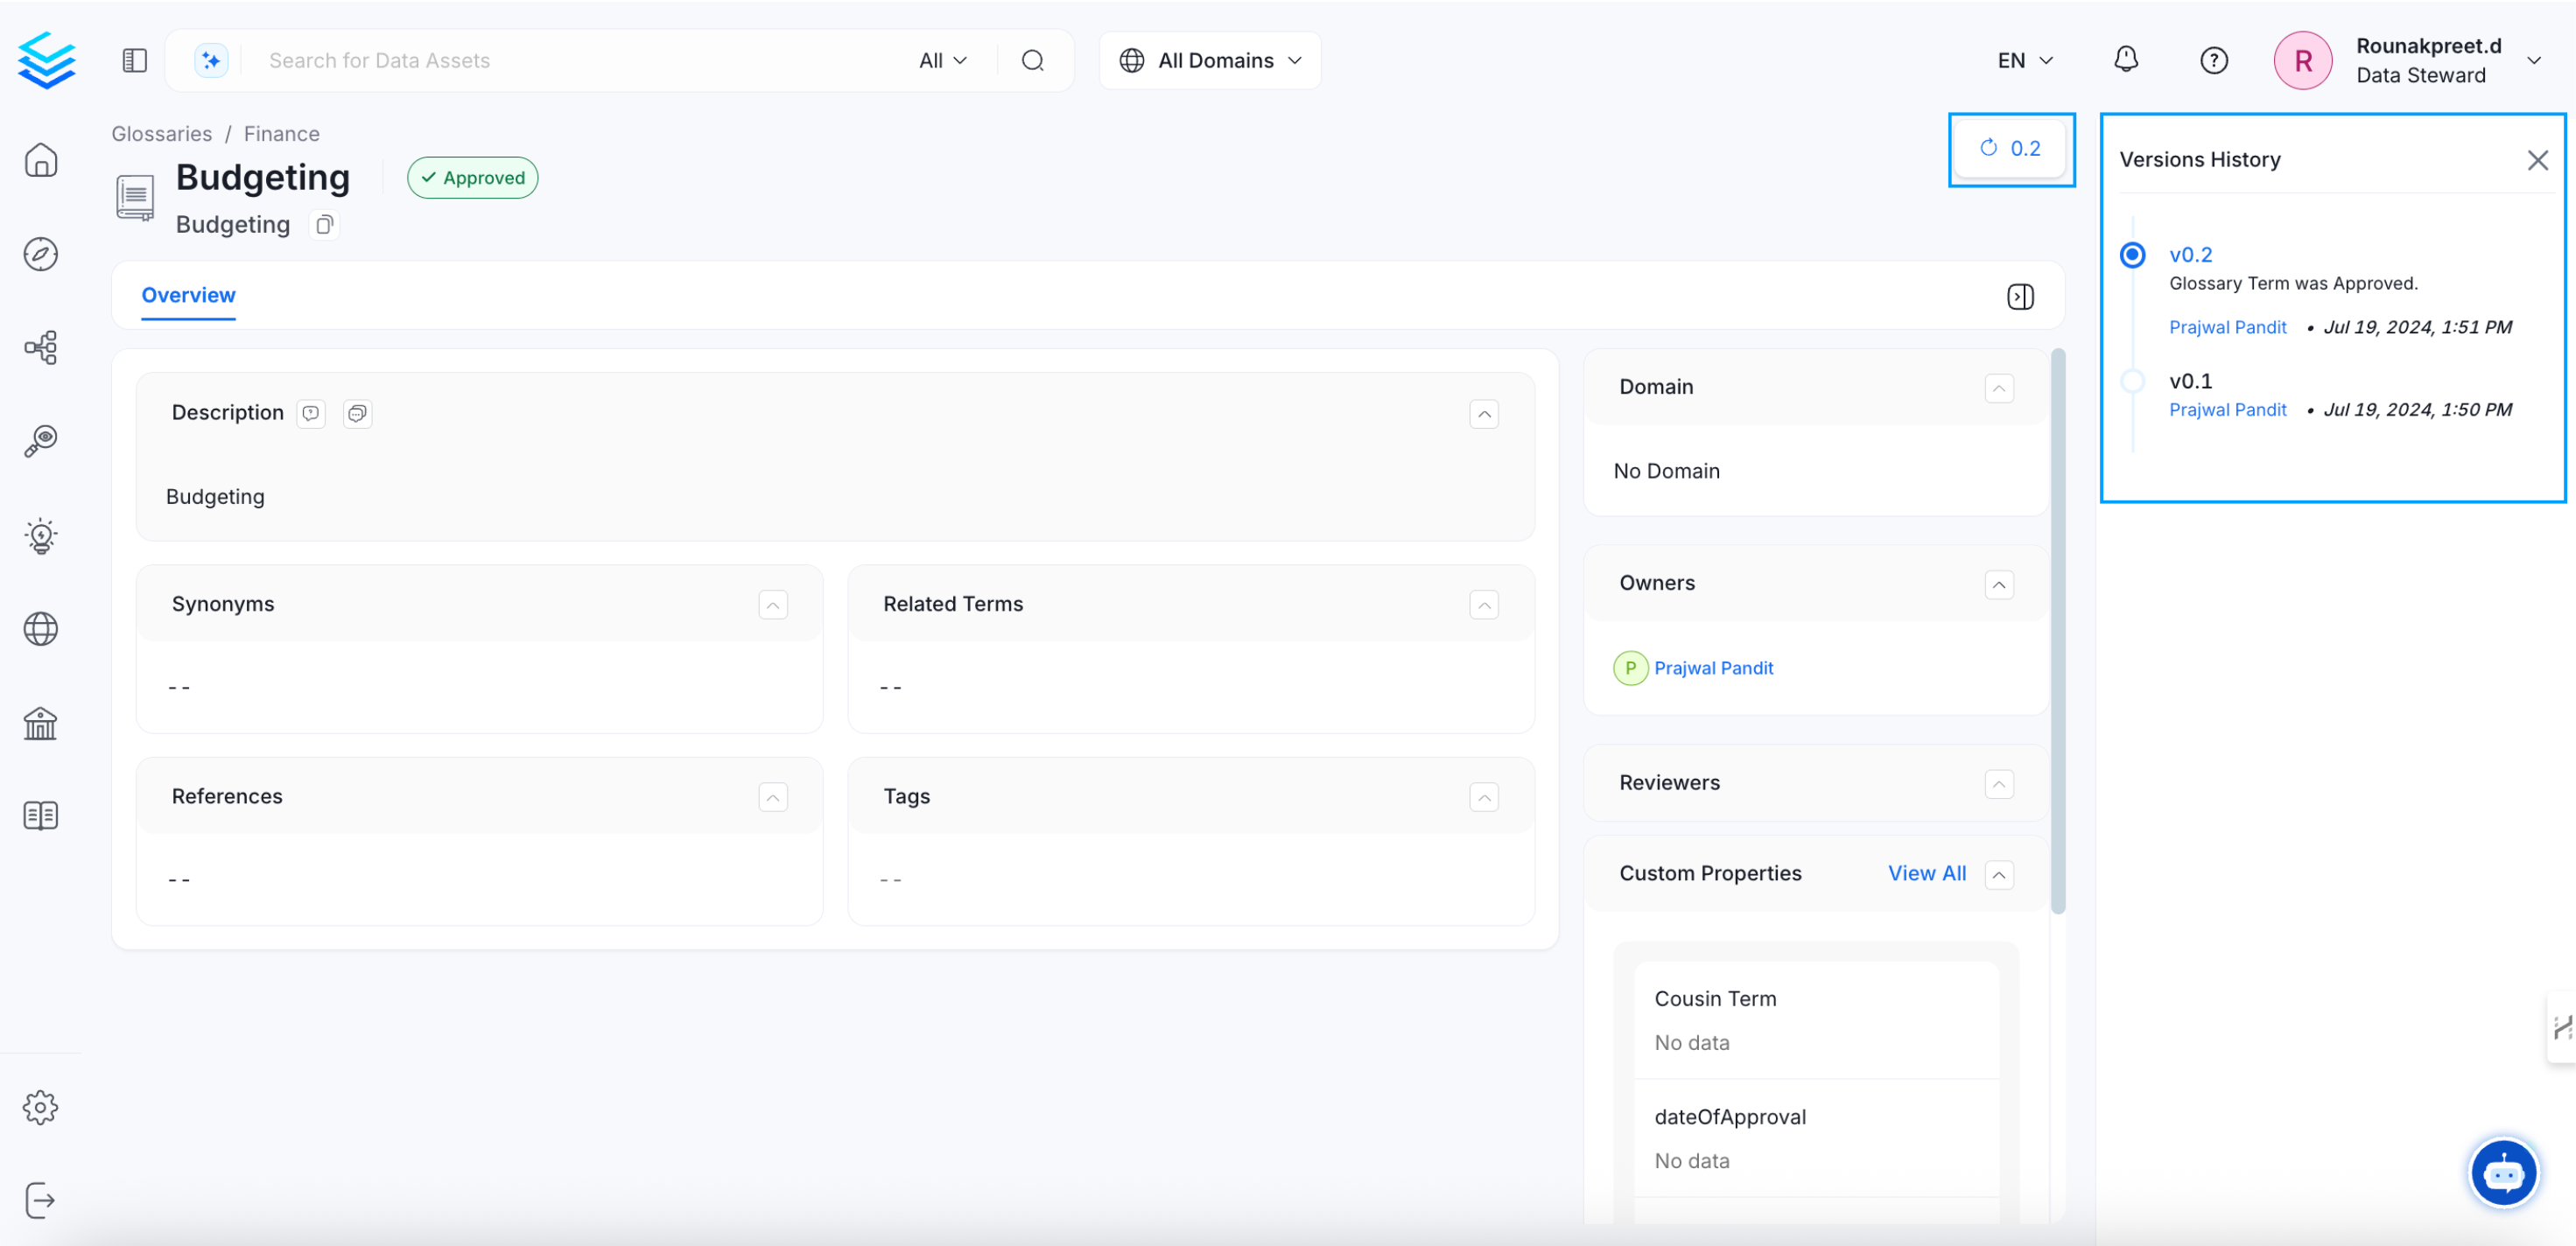 Search for Data Assets
All
All Domains
EN
R
Rounakpreet.d
Data Steward
Glossaries / Finance
Budgeting
Approved
Budgeting
0.2
Versions History
v0.2
Glossary Term was Approved.
Prajwal Pandit • Jul 19, 2024, 1:51 PM
v0.1
Prajwal Pandit • Jul 19, 2024, 1:50 PM
Overview
Description
Budgeting
Synonyms
--
Related Terms
--
References
--
Tags
--
Domain
No Domain
Owners
P Prajwal Pandit
Reviewers
Custom Properties View All
Cousin Term
No data
dateOfApproval
No data